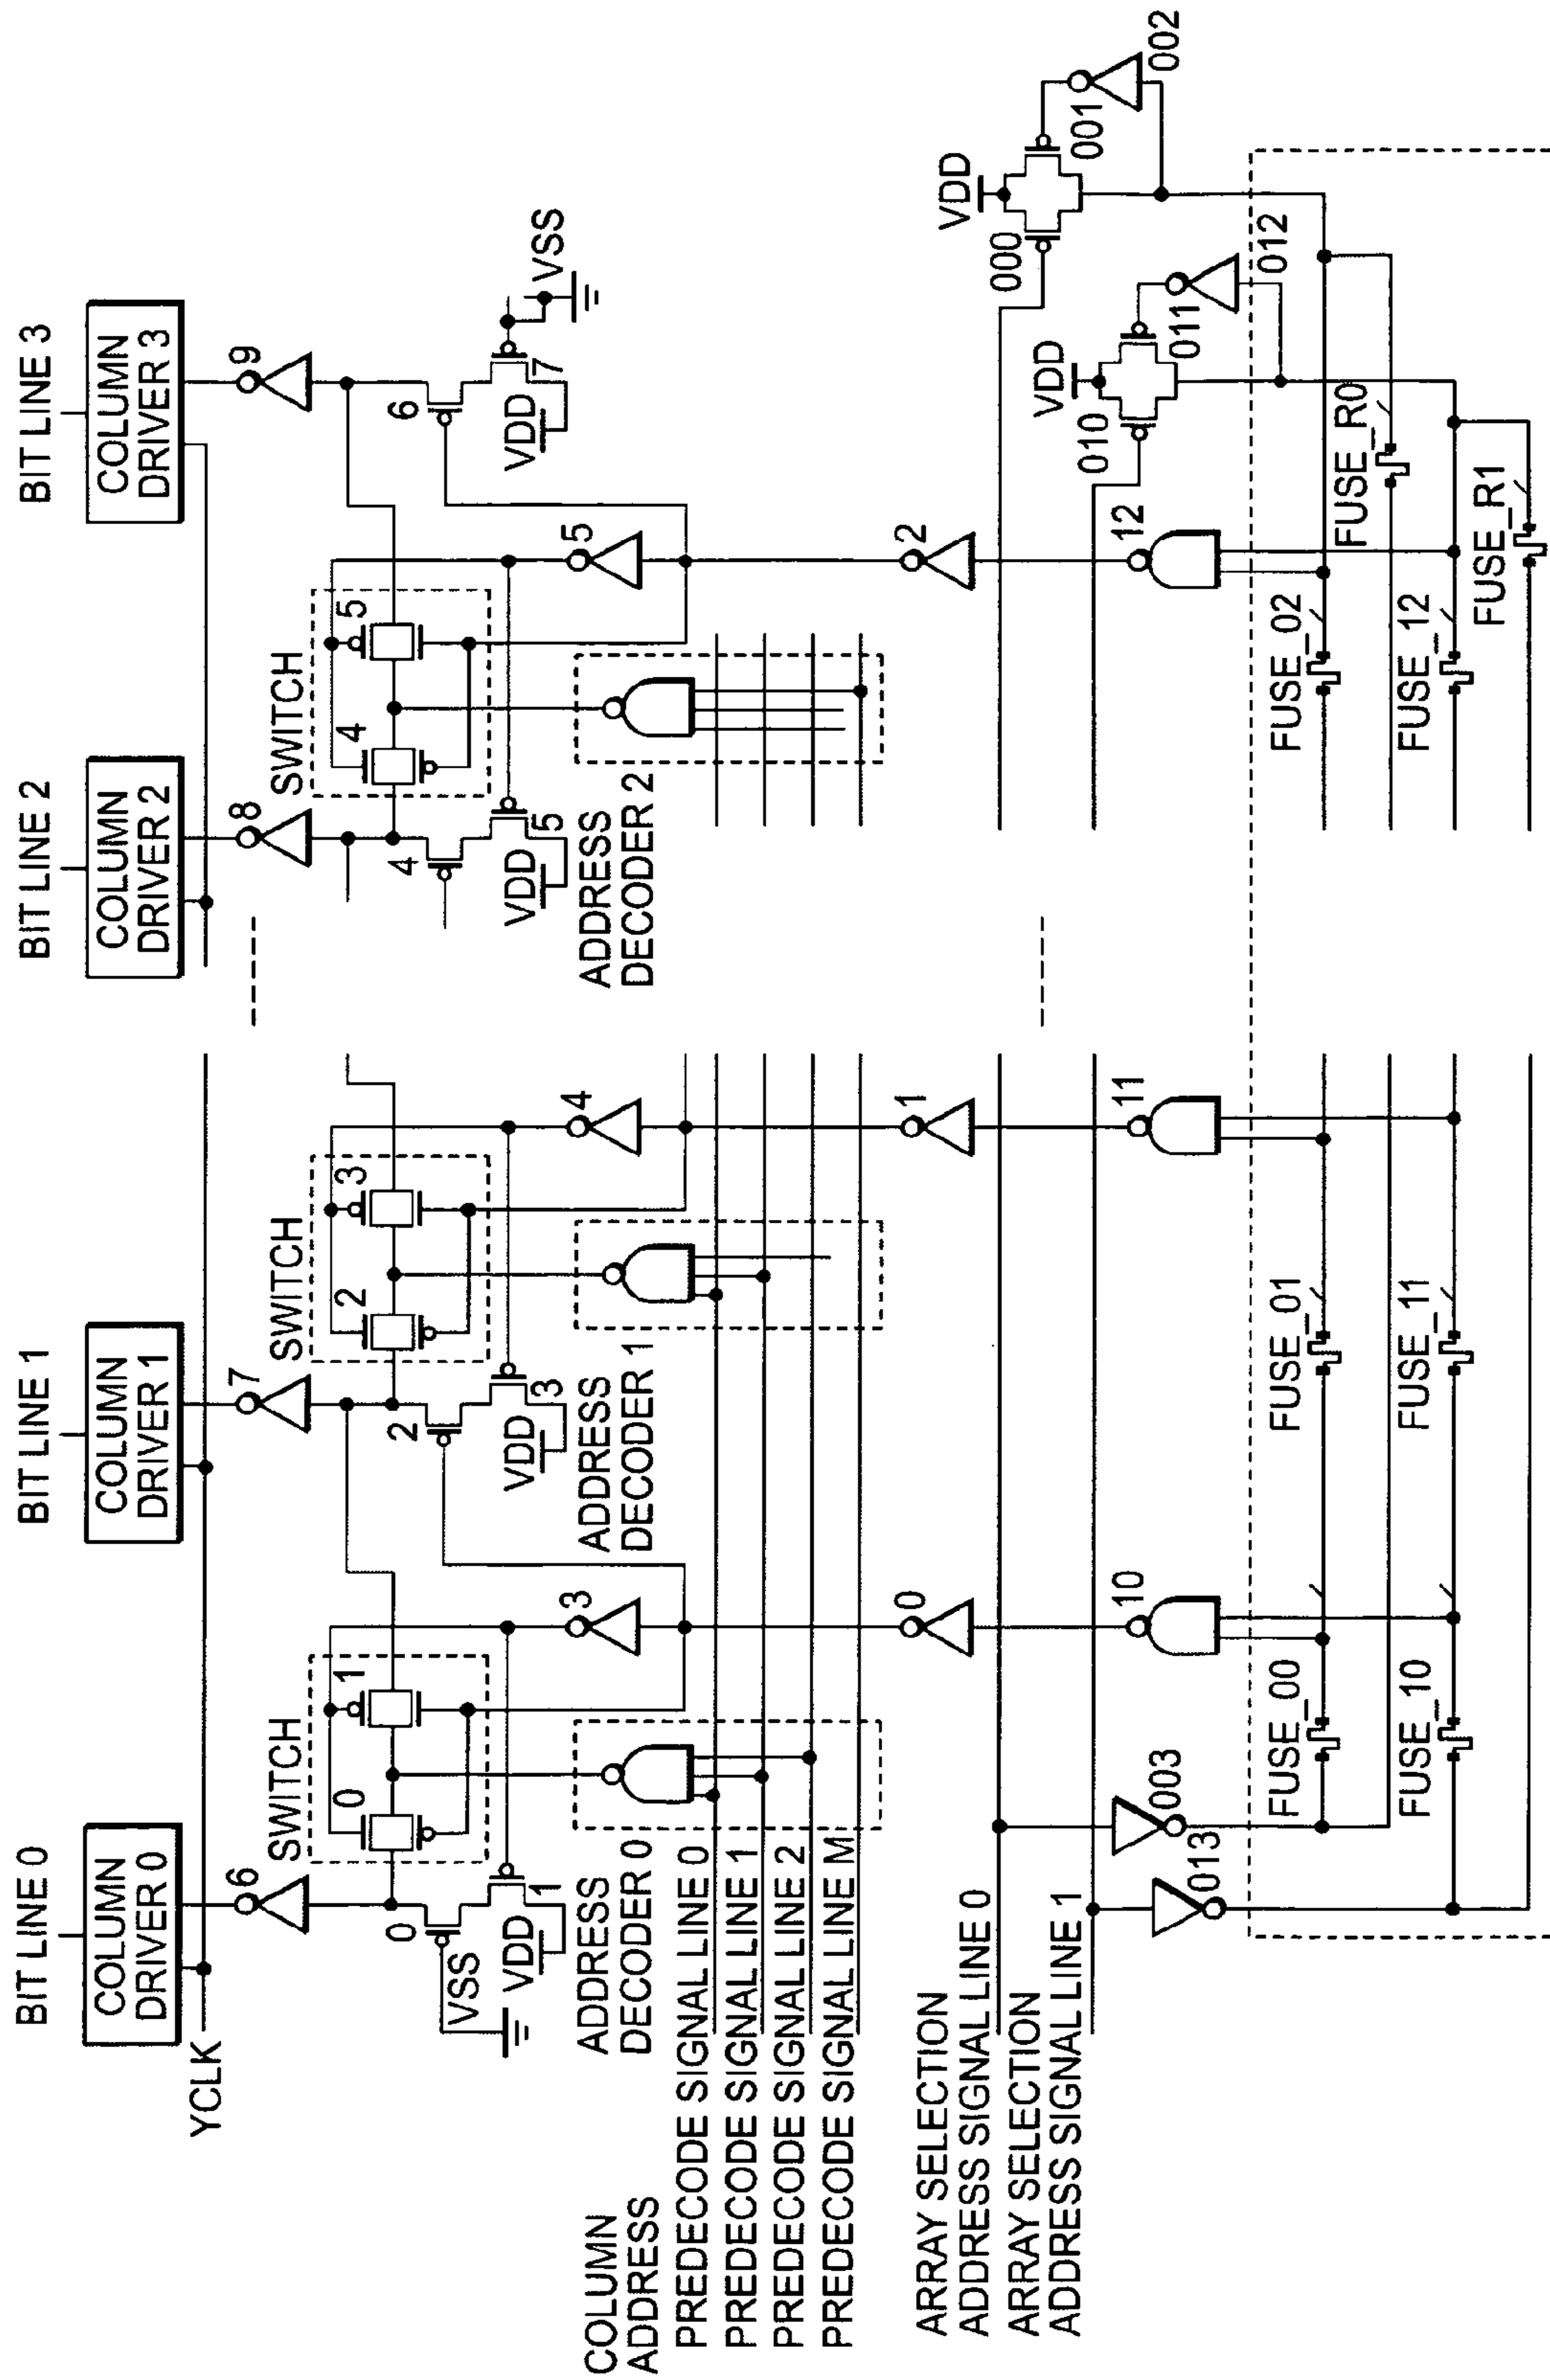 BIT LINE 0
BIT LINE 1
BIT LINE 2
BIT LINE 3
COLUMN
DRIVER 0
COLUMN
DRIVER 1
COLUMN
DRIVER 2
COLUMN
DRIVER 3
YCLK
6
7
8
9
SWITCH
0
1
SWITCH
2
3
SWITCH
4
5
0
VSS
VDD
1
2
VDD
3
4
VDD
5
6
VDD
7
VSS
3
4
5
ADDRESS
DECODER 0
ADDRESS
DECODER 1
ADDRESS
DECODER 2
COLUMN
ADDRESS
PREDECODE SIGNAL LINE 0
PREDECODE SIGNAL LINE 1
PREDECODE SIGNAL LINE 2
PREDECODE SIGNAL LINE M
0
1
2
ARRAY SELECTION
ADDRESS SIGNAL LINE 0
ARRAY SELECTION
ADDRESS SIGNAL LINE 1
VDD
000
001
002
VDD
010
011
012
003
013
10
11
12
FUSE_00
FUSE_01
FUSE_02
FUSE_R0
FUSE_10
FUSE_11
FUSE_12
FUSE_R1